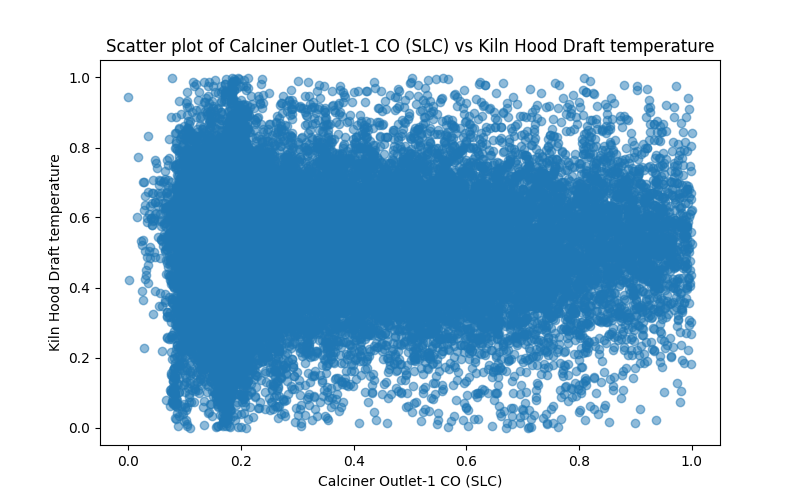 Scatter plot of Calciner Outlet-1 CO (SLC) vs Kiln Hood Draft temperature
1.0
0.8
0.6
0.4
0.2
0.0
Kiln Hood Draft temperature
0.0 0.2 0.4 0.6 0.8 1.0
Calciner Outlet-1 CO (SLC)